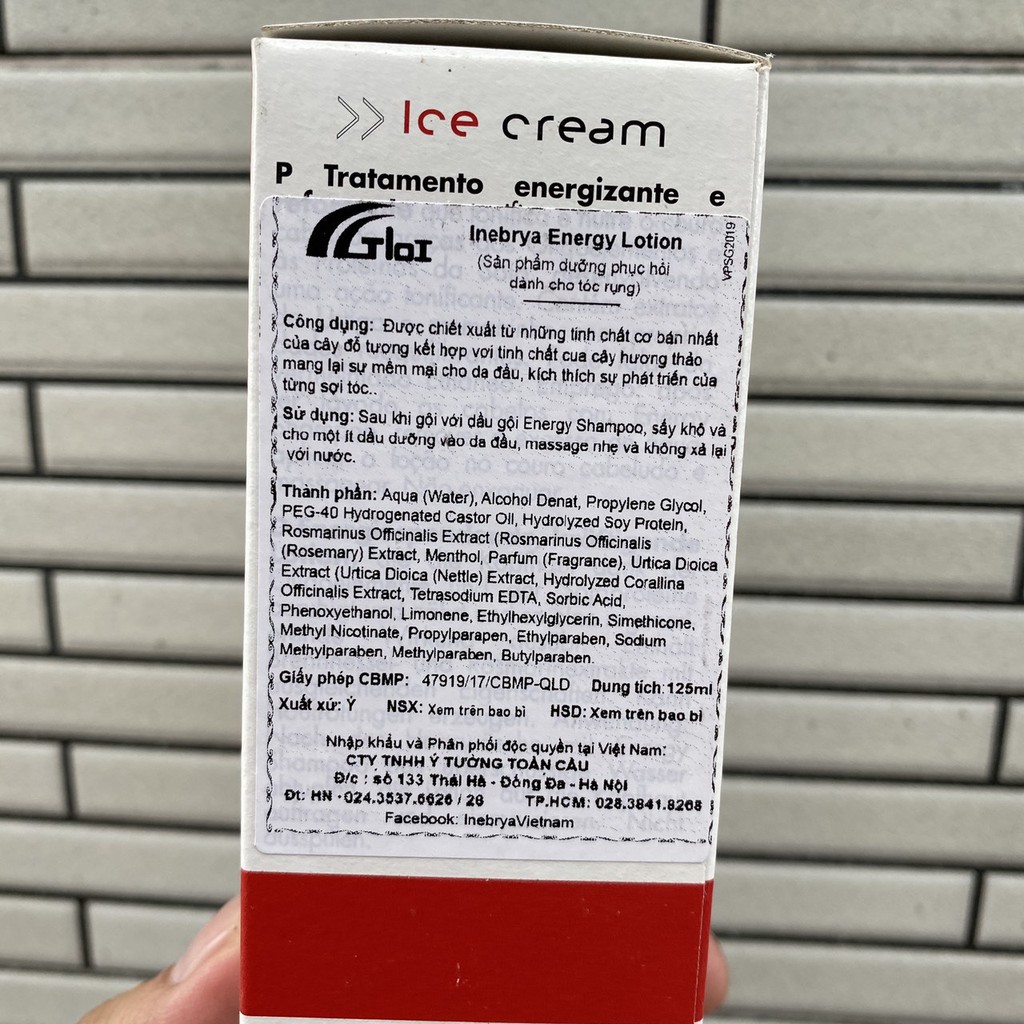 Ice cream
P Tratamento energizante e
GloI
Inebrya Energy Lotion
(Sản phẩm dưỡng phục hồi
dành cho tóc rụng)
VPSG2019
Công dụng: Được chiết xuất từ những tinh chất cơ bản nhất
của cây đỗ tương kết hợp vơi tinh chất cua cây hương thảo
mang lại sự mềm mại cho da đầu, kích thích sự phát triển của
từng sợi tóc..
Sử dụng: Sau khi gội với dầu gội Energy Shampoo, sấy khô và
cho một ít dầu dưỡng vào da đầu, massage nhẹ và không xả lại
với nước.
Thành phần: Aqua (Water), Alcohol Denat, Propylene Glycol,
PEG-40 Hydrogenated Castor Oil, Hydrolyzed Soy Protein,
Rosmarinus Officinalis Extract (Rosmarinus Officinalis
(Rosemary) Extract, Menthol, Parfum (Fragrance), Urtica Dioica
Extract (Urtica Dioica (Nettle) Extract, Hydrolyzed Corallina
Officinalis Extract, Tetrasodium EDTA, Sorbic Acid,
Phenoxyethanol, Limonene, Ethylhexylglycerin, Simethicone,
Methyl Nicotinate, Propylparapen, Ethylparaben, Sodium
Methylparaben, Methylparaben, Butylparaben.
Giấy phép CBMP: 47919/17/CBMP-QLD Dung tích: 125ml
Xuất xứ: Ý NSX: Xem trên bao bì HSD: Xem trên bao bì
Nhập khẩu và Phân phối độc quyền tại Việt Nam:
CTY TNHH Ý TƯỞNG TOÀN CẦU
Đ/c : số 133 Thái Hà - Đống Đa - Hà Nội
Đt: HN - 024.3537.6626 / 28 TP.HCM: 028.3841.8268
Facebook: InebryaVietnam